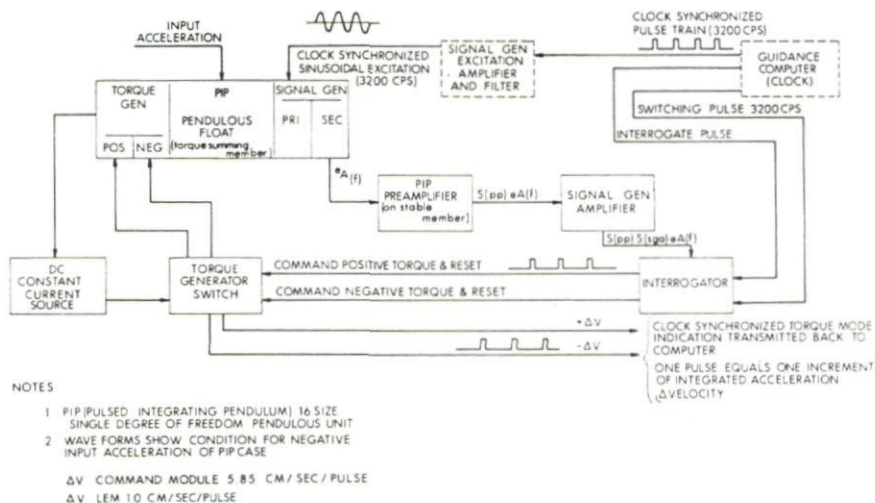 INPUT
ACCELERATION
CLOCK SYNCHRONIZED
SINUSOIDAL EXCITATION
(3200 CPS)
SIGNAL GEN
EXCITATION
AMPLIFIER
AND FILTER
CLOCK SYNCHRONIZED
PULSE TRAIN (3200 CPS)
GUIDANCE
COMPUTER
(CLOCK)
SWITCHING PULSE 3200CPS
INTERROGATE PULSE
TORQUE
GEN
POS
NEG
PIP
PENDULOUS
FLOAT
(torque summing
member)
SIGNAL GEN
PRI
SEC
eA(f)
PIP
PREAMPLIFIER
(on stable
member)
S(pp) eA(f)
SIGNAL GEN
AMPLIFIER
S(pp) S(sga) eA(f)
DC
CONSTANT
CURRENT
SOURCE
TORQUE
GENERATOR
SWITCH
COMMAND POSITIVE TORQUE & RESET
COMMAND NEGATIVE TORQUE & RESET
INTERROGATOR
+ΔV
-ΔV
CLOCK SYNCHRONIZED TORQUE MODE
INDICATION TRANSMITTED BACK TO
COMPUTER
ONE PULSE EQUALS ONE INCREMENT
OF INTEGRATED ACCELERATION
ΔVELOCITY
NOTES
1 PIP (PULSED INTEGRATING PENDULUM) 16 SIZE
SINGLE DEGREE OF FREEDOM PENDULOUS UNIT
2 WAVE FORMS SHOW CONDITION FOR NEGATIVE
INPUT ACCELERATION OF PIP CASE
ΔV COMMAND MODULE 5.85 CM/SEC/PULSE
ΔV LEM 10 CM/SEC/PULSE